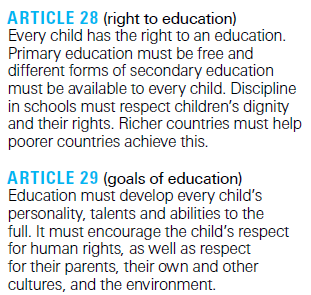 ARTICLE 28 (right to education)
Every child has the right to an education.
Primary education must be free and
different forms of secondary education
must be available to every child. Discipline
in schools must respect children’s dignity
and their rights. Richer countries must help
poorer countries achieve this.
ARTICLE 29 (goals of education)
Education must develop every child’s
personality, talents and abilities to the
full. It must encourage the child’s respect
for human rights, as well as respect
for their parents, their own and other
cultures, and the environment.